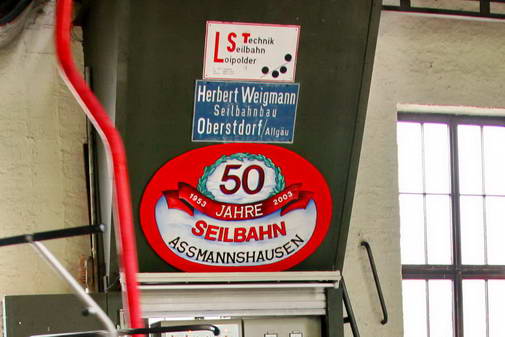 LS Technik
Seilbahn
Loipolder
Herbert Weigmann
Seilbahnbau
Oberstdorf/Allgäu
50
1953 2003
JAHRE
SEILBAHN
ASSMANNSHAUSEN